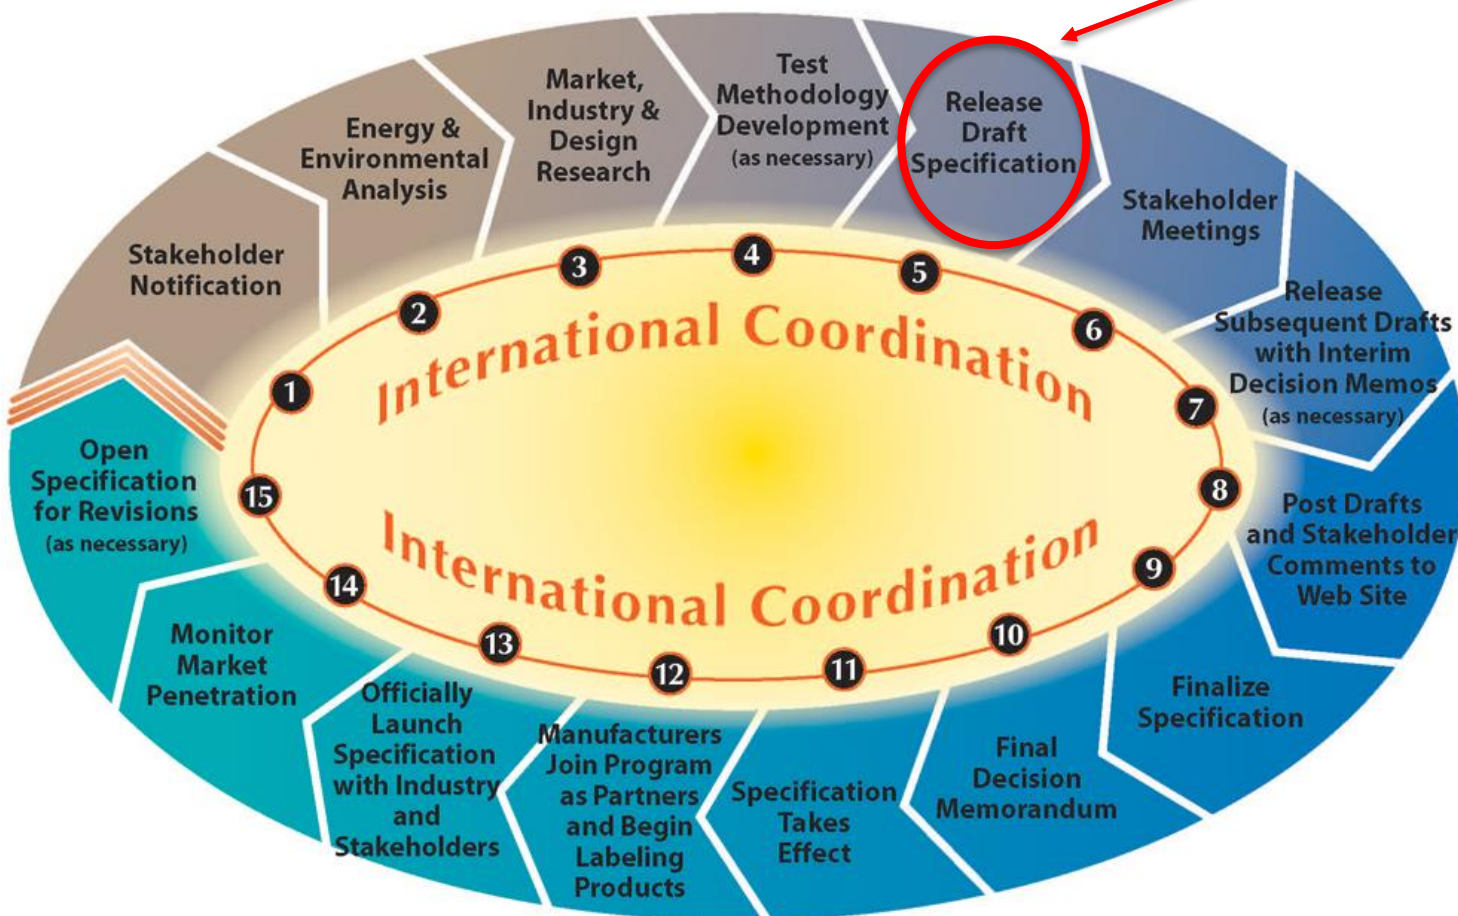 Stakeholder
Notification
Energy &
Environmental
Analysis
Market,
Industry &
Design
Research
Test
Methodology
Development
(as necessary)
Release
Draft
Specification
Stakeholder
Meetings
Release
Subsequent Drafts
with Interim
Decision Memos
(as necessary)
Post Drafts
and Stakeholder
Comments to
Web Site
Finalize
Specification
Final
Decision
Memorandum
Specification
Takes
Effect
Manufacturers
Join Program
as Partners
and Begin
Labeling
Products
Officially
Launch
Specification
with Industry
and
Stakeholders
Monitor
Market
Penetration
Open
Specification
for Revisions
(as necessary)
1
2
3
4
5
6
7
8
9
10
11
12
13
14
15
International Coordination
International Coordination